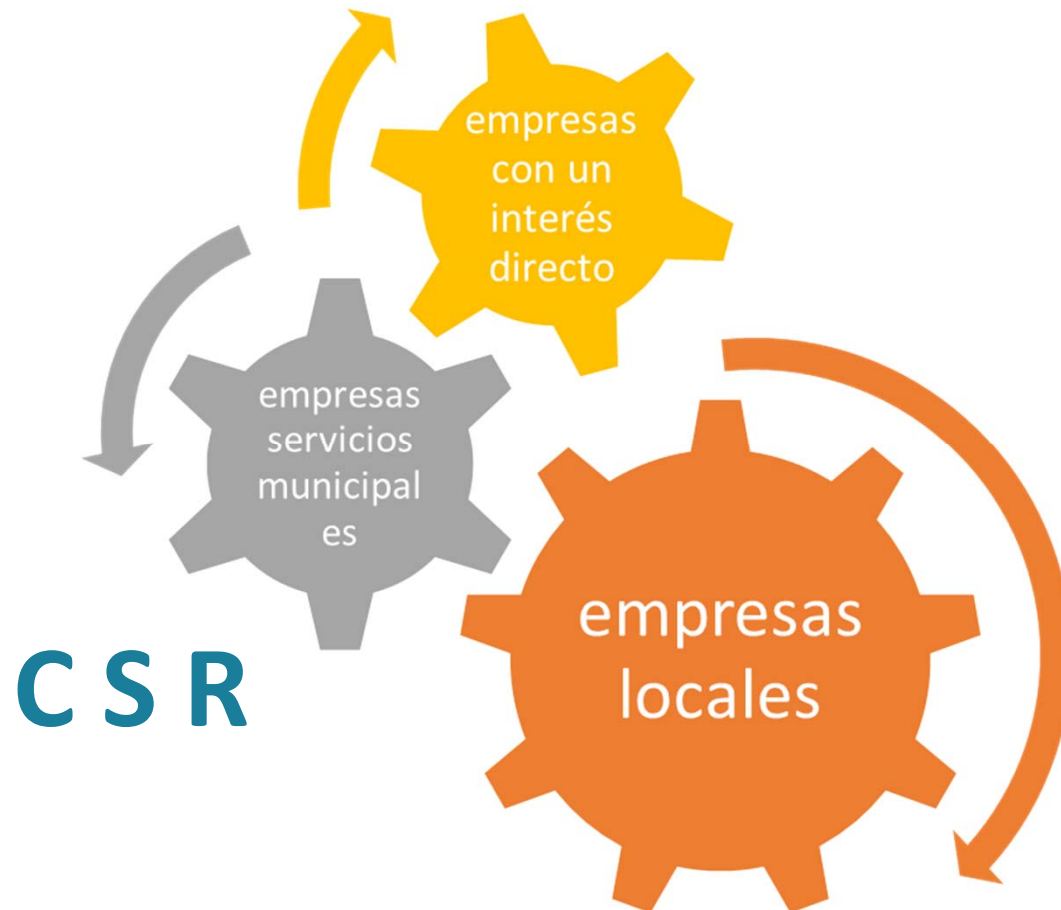 empresas
con un
interés
directo
empresas
servicios
municipal
es
empresas
locales
C S R